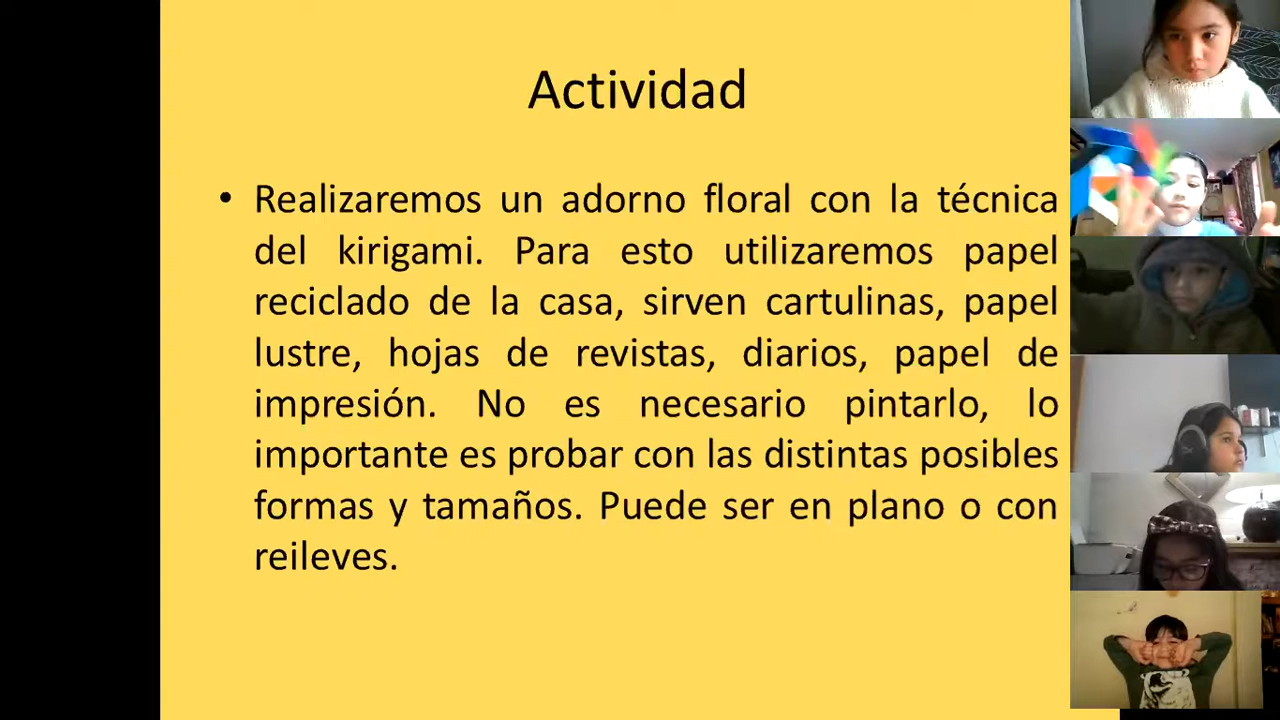 Actividad
• Realizaremos un adorno floral con la técnica
del kirigami. Para esto utilizaremos papel
reciclado de la casa, sirven cartulinas, papel
lustre, hojas de revistas, diarios, papel de
impresión. No es necesario pintarlo, lo
importante es probar con las distintas posibles
formas y tamaños. Puede ser en plano o con
reileves.